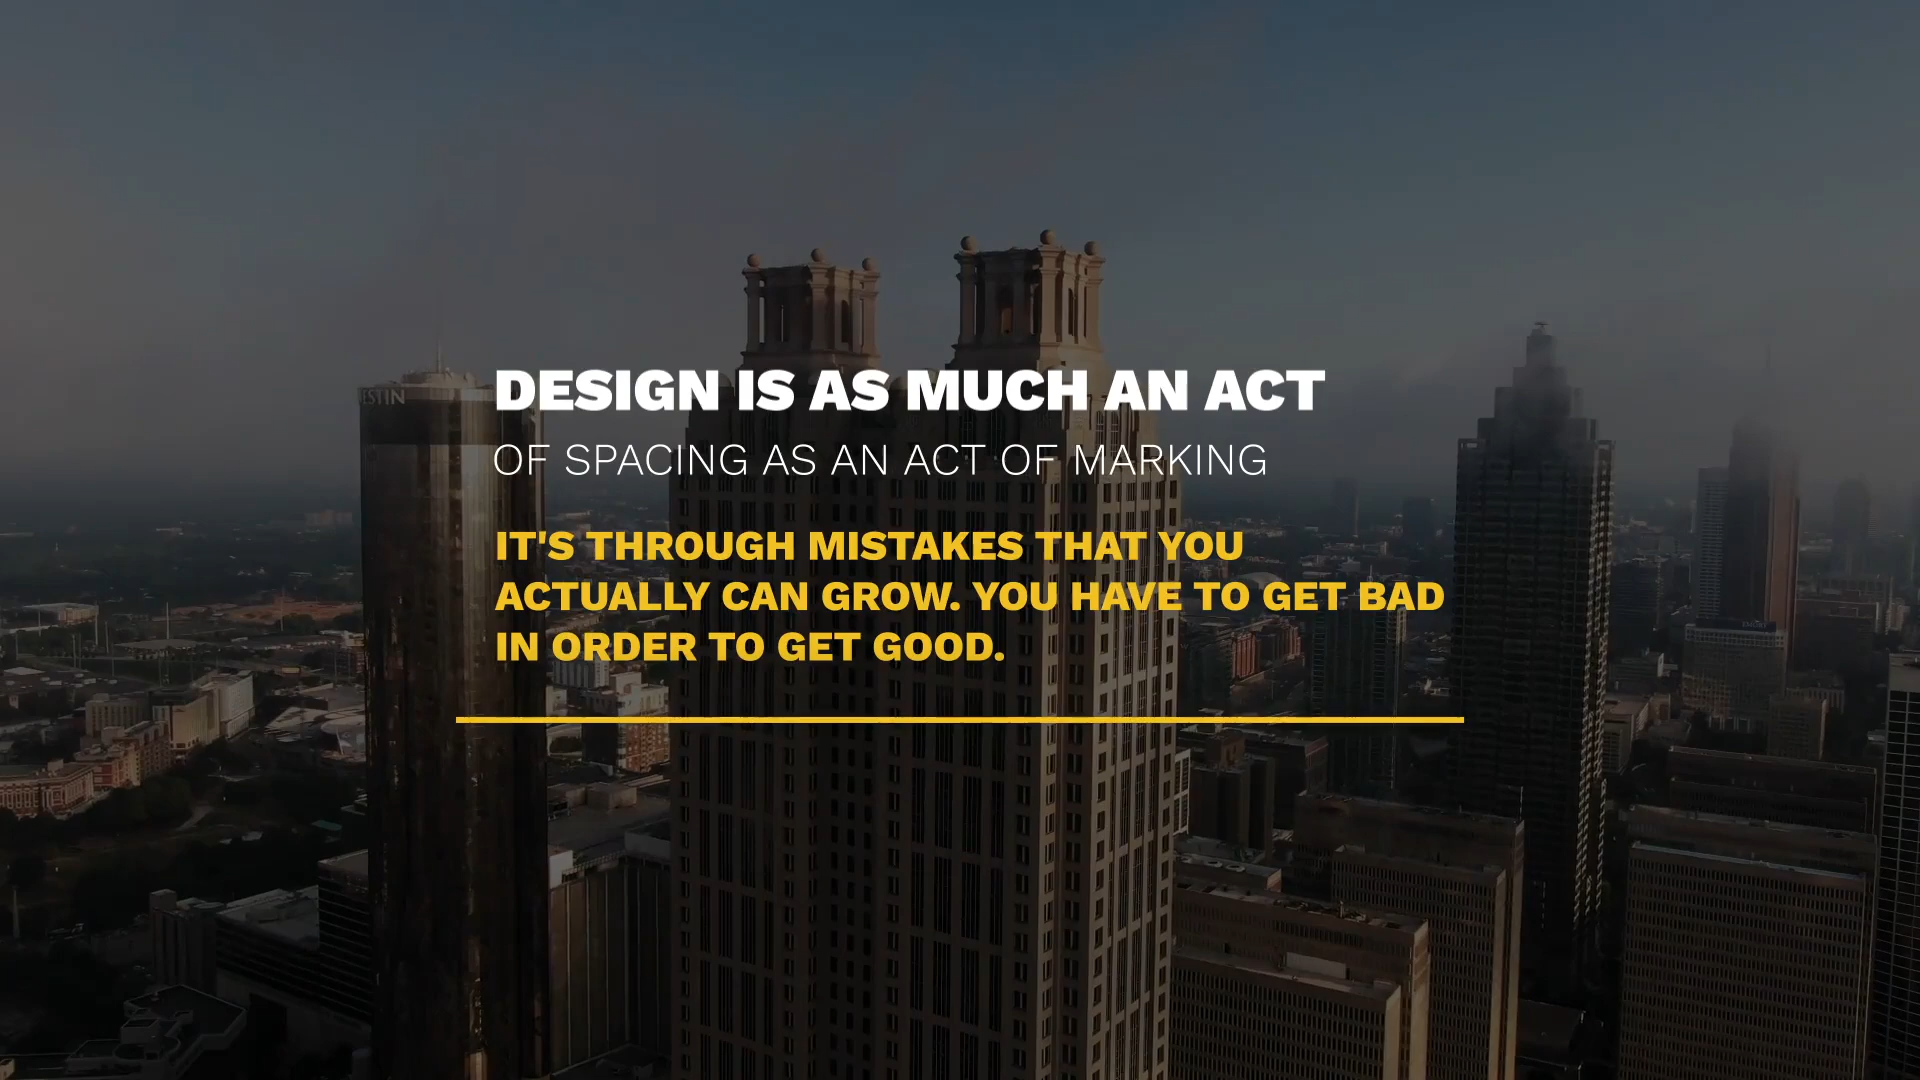 DESIGN IS AS MUCH AN ACT
OF SPACING AS AN ACT OF MARKING
IT'S THROUGH MISTAKES THAT YOU
ACTUALLY CAN GROW. YOU HAVE TO GET BAD
IN ORDER TO GET GOOD.
ESTIN